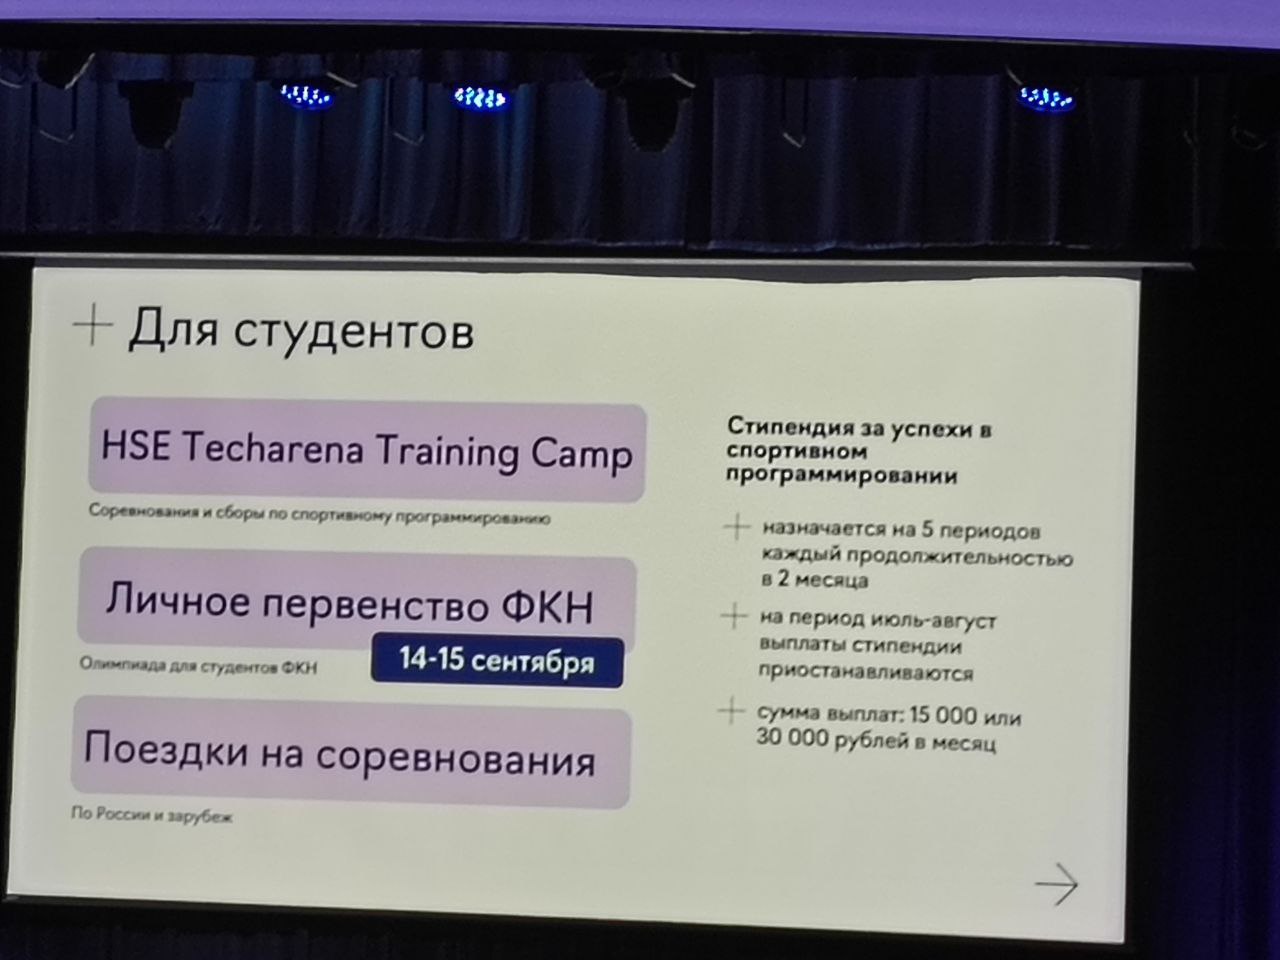 Для студентов
HSE Techarena Training Camp
Соревнования и сборы по спортивному программированию
Личное первенство ФКН
14-15 сентября
Олимпиада для студентов ФКН
Поездки на соревнования
По России и зарубеж
Стипендия за успехи в
спортивном
программировании
назначается на 5 периодов
каждый продолжительностью
в 2 месяца
на период июль-август
выплаты стипендии
приостанавливаются
сумма выплат: 15 000 или
30 000 рублей в месяц